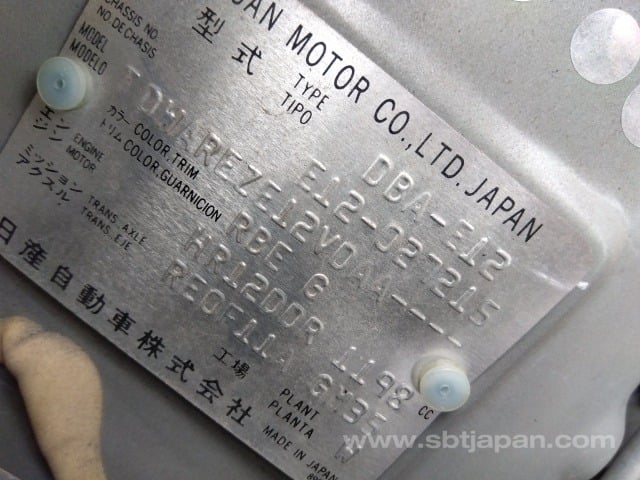 SAN MOTOR CO.,LTD.JAPAN
型式 TYPE TIPO DBA-E12
CHASSIS NO. NO DE CHASIS E12-027215
MODEL MODELO TDYAREZE12VDAA----
カラー トリム COLOR,TRIM COLOR,GUARNICION RBE G
エンジン ENGINE MOTOR HR12DDR 1198 CC
ミッション アクスル TRANS. AXLE TRANS. EJE RE0F11A
工場 PLANT PLANTA W
日産自動車株式会社 MADE IN JAPAN
www.sbtjapan.com